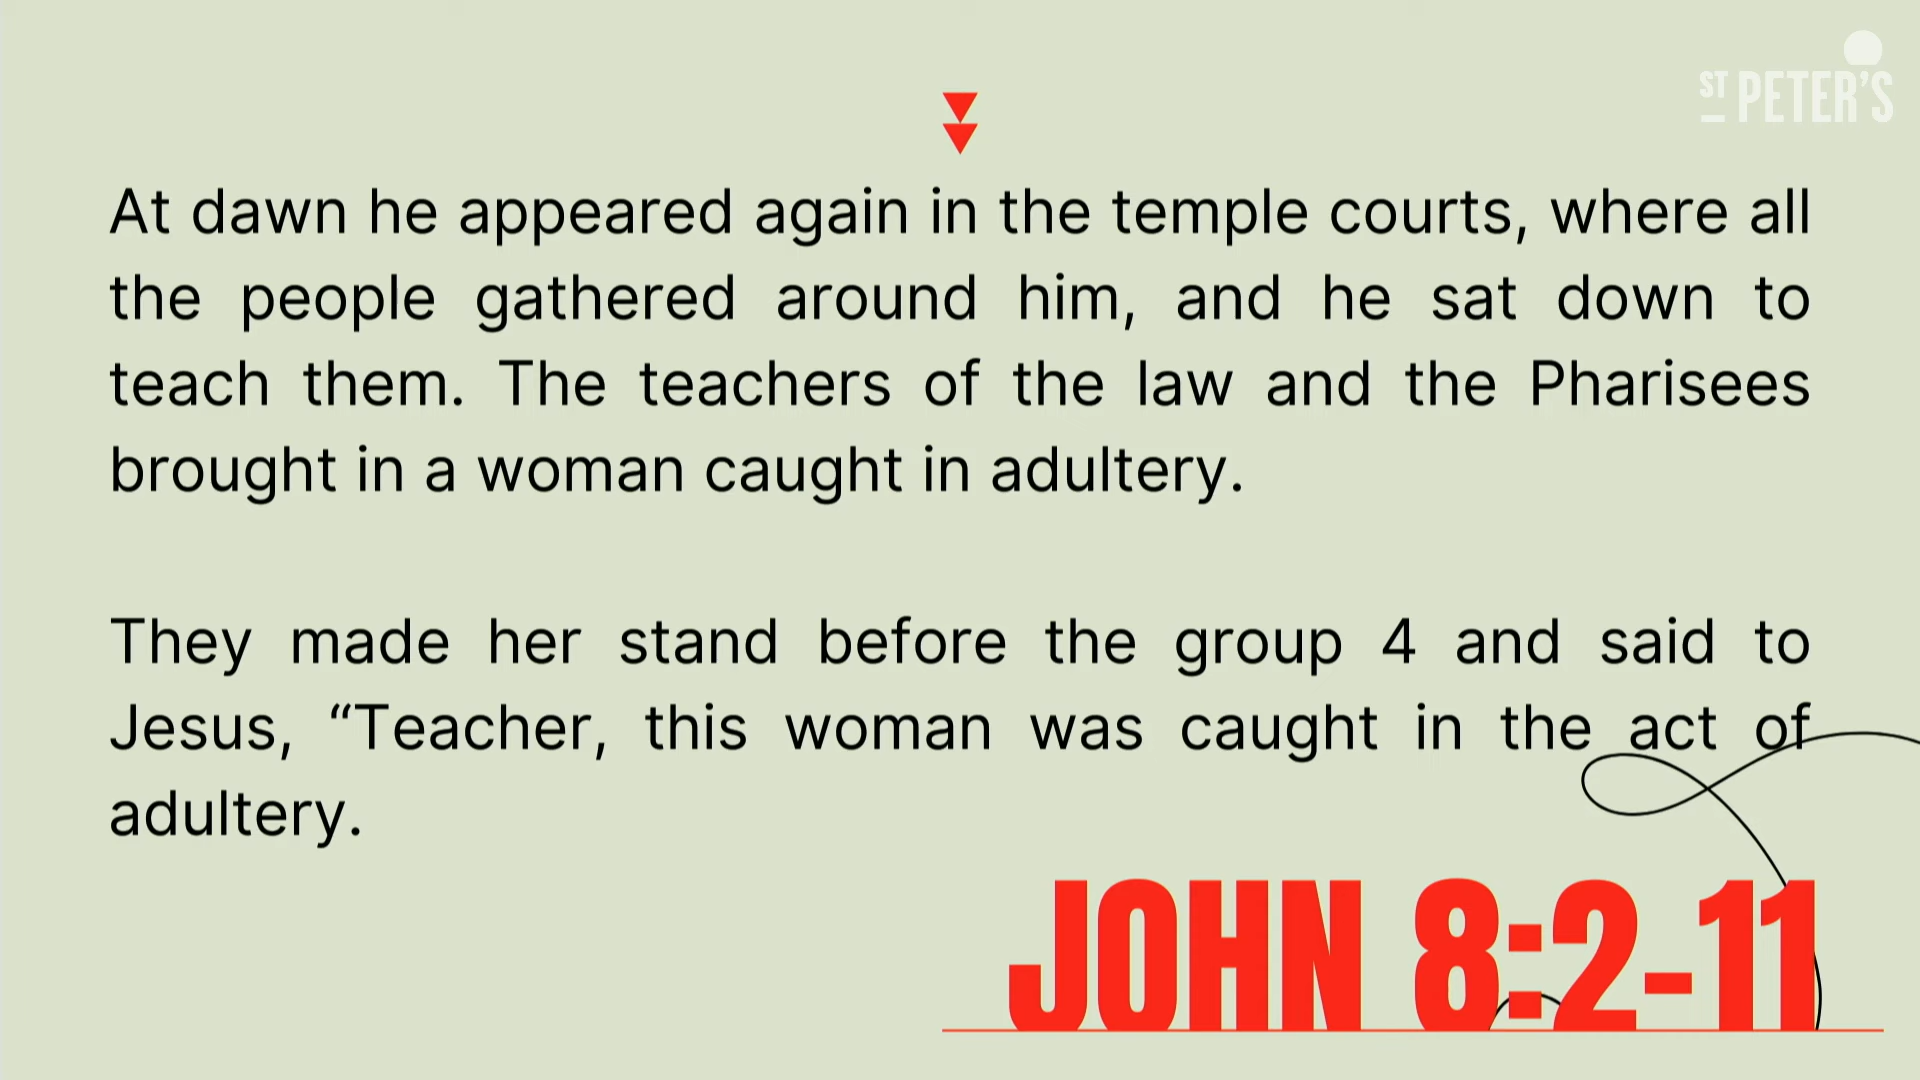 ST PETER'S
At dawn he appeared again in the temple courts, where all
the people gathered around him, and he sat down to
teach them. The teachers of the law and the Pharisees
brought in a woman caught in adultery.
They made her stand before the group 4 and said to
Jesus, “Teacher, this woman was caught in the act of
adultery.
JOHN 8:2-11